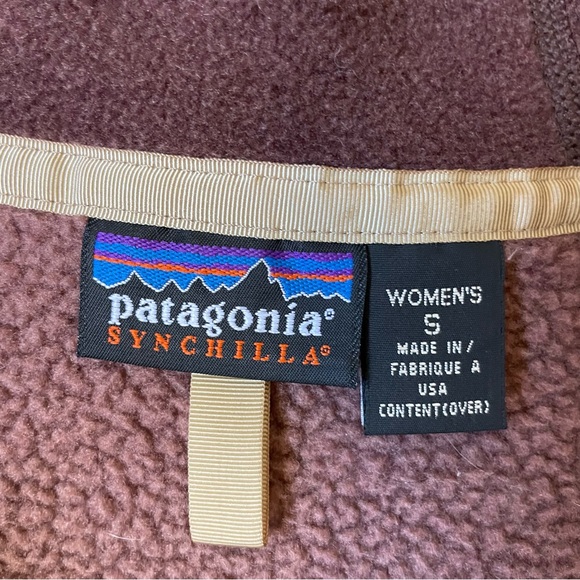 patagonia®
SYNCHILLA®
WOMEN'S
S
MADE IN/
FABRIQUE A
USA
CONTENT(OVER)